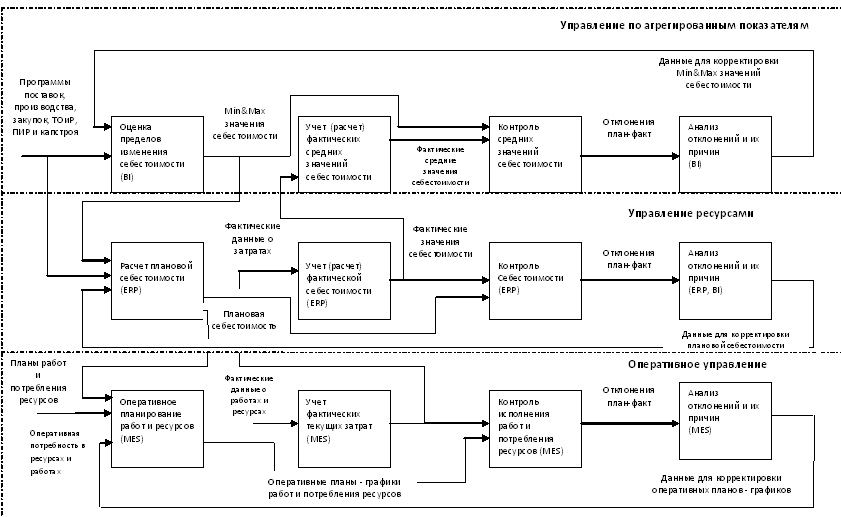 Управление по агрегированным показателям
Данные для корректировки
Min&Max значений
себестоимости
Программы
поставок,
производства,
закупок, ТОиР,
ПИР и капстроя
Min&Max
значения
себестоимости
Оценка
пределов
изменения
себестоимости
(BI)
Учет (расчет)
фактических
средних
значений
себестоимости
Фактические
средние
значения
себестоимости
Контроль
средних
значений
себестоимости
Отклонения
план-факт
Анализ
отклонений и их
причин
(BI)
Управление ресурсами
Фактические
данные о
затратах
Фактические
значения
себестоимости
Расчет плановой
себестоимости
(ERP)
Учет (расчет)
фактической
себестоимости
(ERP)
Контроль
Себестоимости
(ERP)
Отклонения
план-факт
Анализ
отклонений и их
причин
(ERP, BI)
Плановая
себестоимость
Данные для корректировки
плановой себестоимости
Оперативное управление
Планы работ
и
потребления
ресурсов
Фактические
данные о
работах и
ресурсах
Оперативная
потребность в
ресурсах и
работах
Оперативное
планирование
работ и ресурсов
(MES)
Учет
фактических
текущих затрат
(MES)
Контроль
исполнения
работ и
потребления
ресурсов (MES)
Отклонения
план-факт
Анализ
отклонений и их
причин
(MES)
Оперативные планы - графики
работ и потребления ресурсов
Данные для корректировки
оперативных планов - графиков